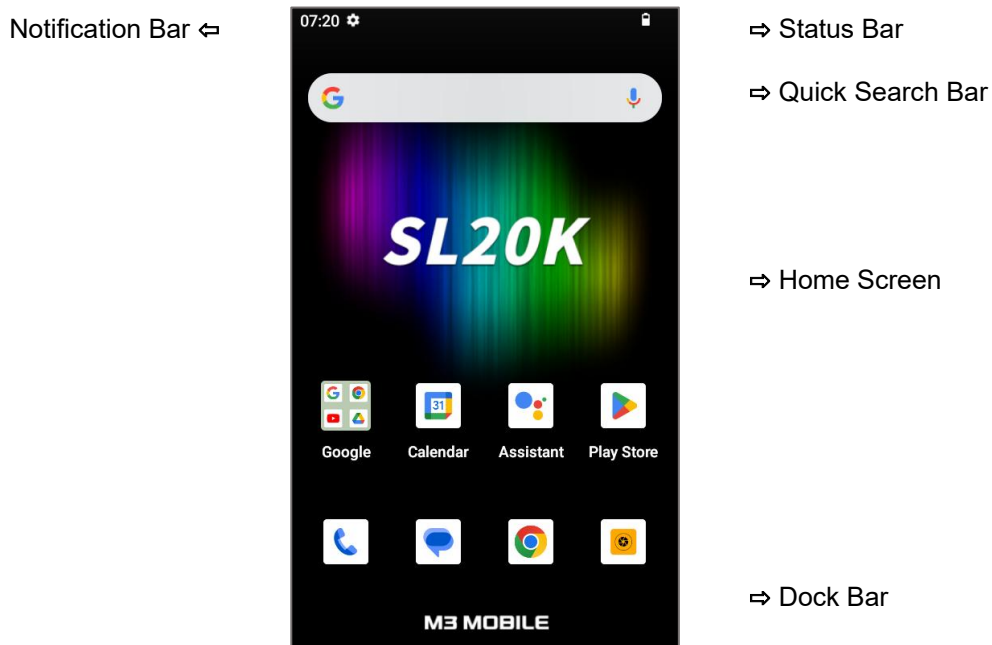 Notification Bar ⇦
07:20
⇨ Status Bar
⇨ Quick Search Bar
SL20K
⇨ Home Screen
31
Google Calendar Assistant Play Store
⇨ Dock Bar
M3 MOBILE